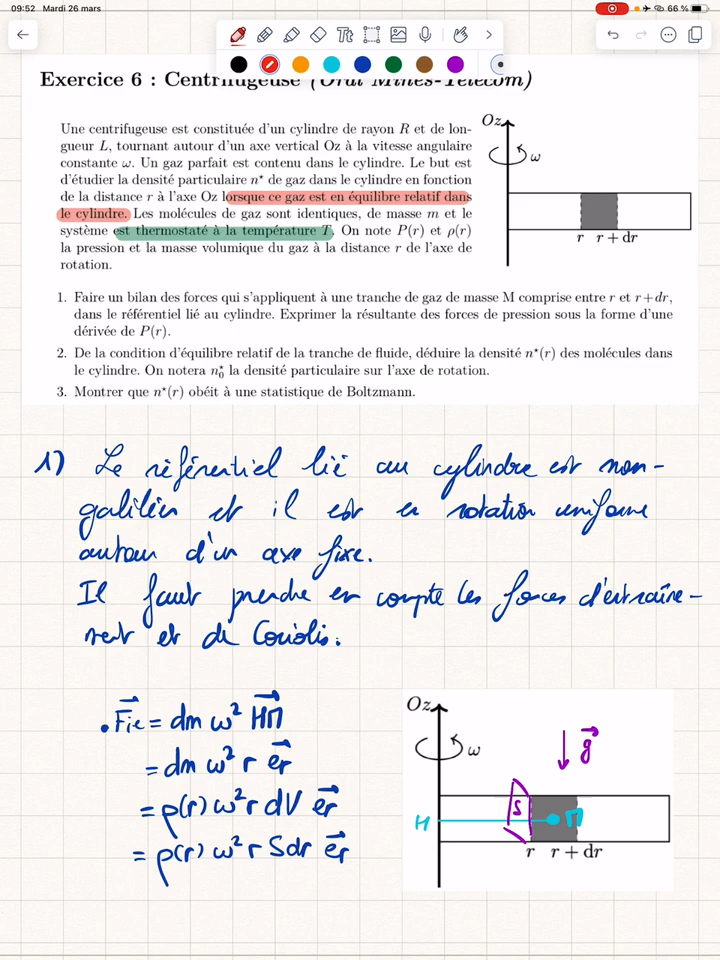 09:52 Mardi 26 mars
66 %
Exercice 6 : Centrifugeuse (Oral Mines-Telecom)
Une centrifugeuse est constituée d'un cylindre de rayon R et de lon-
gueur L, tournant autour d'un axe vertical Oz à la vitesse angulaire
constante ω. Un gaz parfait est contenu dans le cylindre. Le but est
d'étudier la densité particulaire n* de gaz dans le cylindre en fonction
de la distance r à l'axe Oz lorsque ce gaz est en équilibre relatif dans
le cylindre. Les molécules de gaz sont identiques, de masse m et le
système est thermostaté à la température T. On note P(r) et ρ(r)
la pression et la masse volumique du gaz à la distance r de l'axe de
rotation.
Oz
ω
r r + dr
1. Faire un bilan des forces qui s'appliquent à une tranche de gaz de masse M comprise entre r et r+dr,
dans le référentiel lié au cylindre. Exprimer la résultante des forces de pression sous la forme d'une
dérivée de P(r).
2. De la condition d'équilibre relatif de la tranche de fluide, déduire la densité n*(r) des molécules dans
le cylindre. On notera n₀* la densité particulaire sur l'axe de rotation.
3. Montrer que n*(r) obéit à une statistique de Boltzmann.
1) Le référentiel lié au cylindre est non-
galiléen et il est en rotation uniforme
autour d'un axe fixe.
Il faut prendre en compte les forces d'entraîne-
ment et de Coriolis.
• F⃗ie = dm ω² HM⃗
= dm ω² r e⃗r
= ρ(r) ω² r dV e⃗r
= ρ(r) ω² r S dr e⃗r
Oz
ω
g⃗
S
H
M
r r + dr